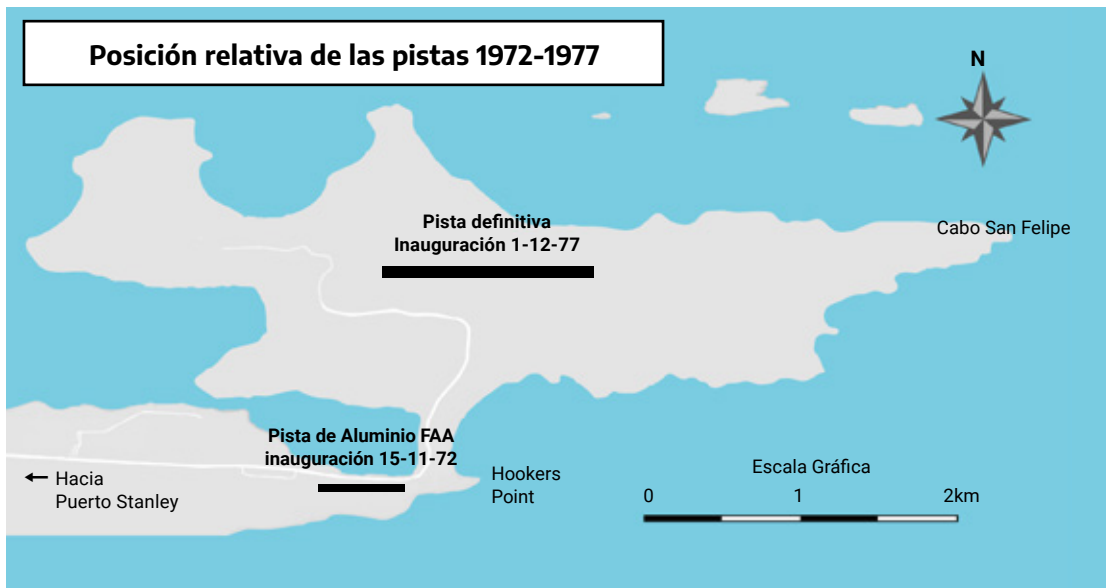 Posición relativa de las pistas 1972-1977
N
Pista definitiva
Inauguración 1-12-77
Cabo San Felipe
Pista de Aluminio FAA
inauguración 15-11-72
Hacia
Puerto Stanley
Hookers
Point
Escala Gráfica
0 1 2km